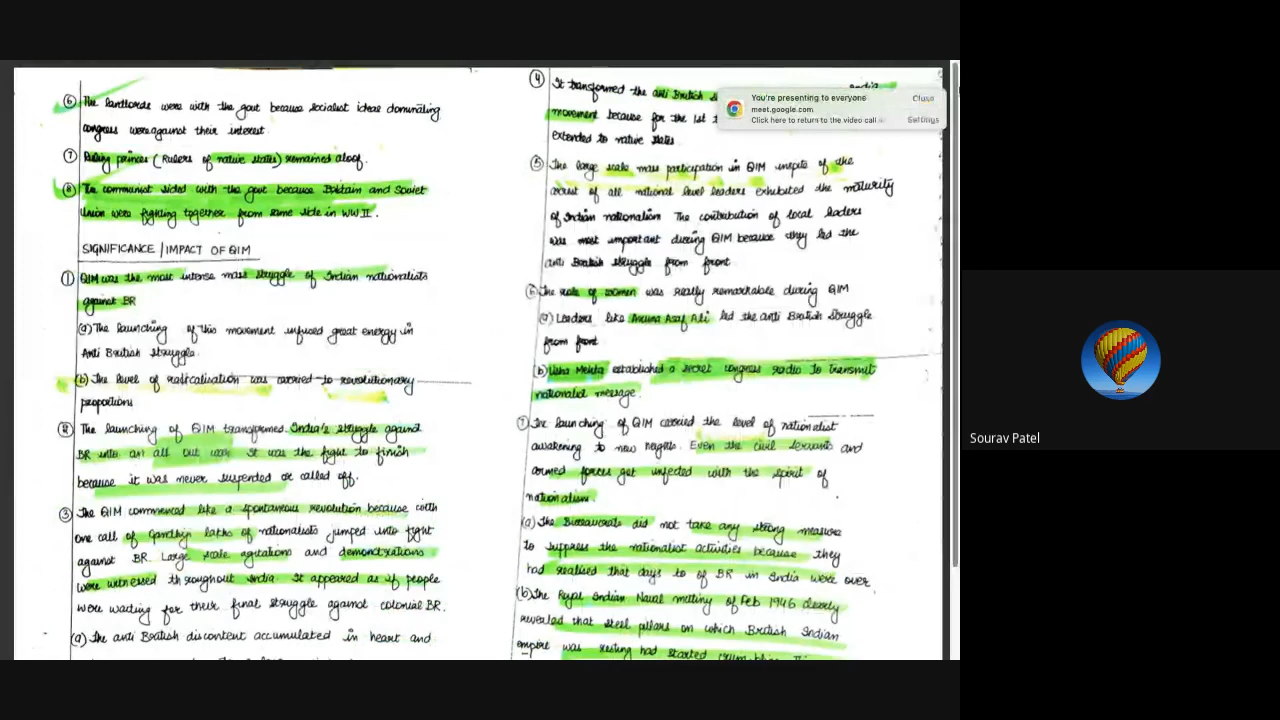 ⑥ The landlords were with the govt because socialist ideas dominating
congress were against their interest.
⑦ Ruling princes (Rulers of native states) remained aloof.
⑧ The communist sided with the govt because Britain and Soviet
Union were fighting together from same side in WW II.
SIGNIFICANCE / IMPACT OF QIM
① QIM was the most intense mass struggle of Indian nationalists
against BR
(a) The launching of this movement infused great energy in
Anti British struggle.
(b) The level of radicalisation was carried to revolutionary
proportions
② The launching of QIM transformed India's struggle against
BR into an all out war. It was the fight to finish
because it was never suspended or called off.
③ The QIM commenced like a spontaneous revolution because with
one call of Gandhiji lakhs of nationalists jumped into fight
against BR. Large scale agitations and demonstrations
were witnessed throughout India. It appeared as if people
were waiting for their final struggle against colonial BR.
(a) The anti British discontent accumulated in heart and
④ It transformed the anti British
movement because for the 1st
extended to native states.
⑤ The large scale mass participation in QIM inspite of the
arrest of all national level leaders exhibited the maturity
of Indian nationalism The contribution of local leaders
was most important during QIM because they led the
anti British struggle from front
⑥ The role of women was really remarkable during QIM
(a) Leaders like Aruna Asaf Ali led the anti British struggle
from front
(b) Usha Mehta established a secret congress radio to transmit
nationalist message.
⑦ The launching of QIM carried the level of nationalist
awakening to new heights. Even the civil servants and
armed forces get infected with the spirit of
nationalism.
(a) The Bureaucrats did not take any strong measure
to suppress the nationalist activities because they
had realised that days to of BR in India were over.
(b) The Royal Indian Naval mutiny of Feb 1946 clearly
revealed that steel pillars on which British Indian
empire was resting had started crumbling
You're presenting to everyone
meet.google.com
Click here to return to the video call
Close
Settings
Sourav Patel